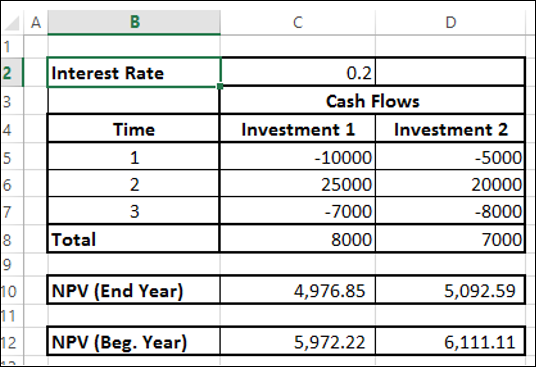 A B C D
1
2 Interest Rate 0.2
3 Cash Flows
4 Time Investment 1 Investment 2
5 1 -10000 -5000
6 2 25000 20000
7 3 -7000 -8000
8 Total 8000 7000
9
10 NPV (End Year) 4,976.85 5,092.59
11
12 NPV (Beg. Year) 5,972.22 6,111.11